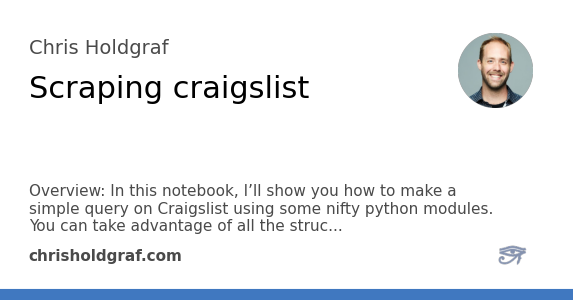 Chris Holdgraf
Scraping craigslist
Overview: In this notebook, I’ll show you how to make a
simple query on Craigslist using some nifty python modules.
You can take advantage of all the struc...
chrisholdgraf.com